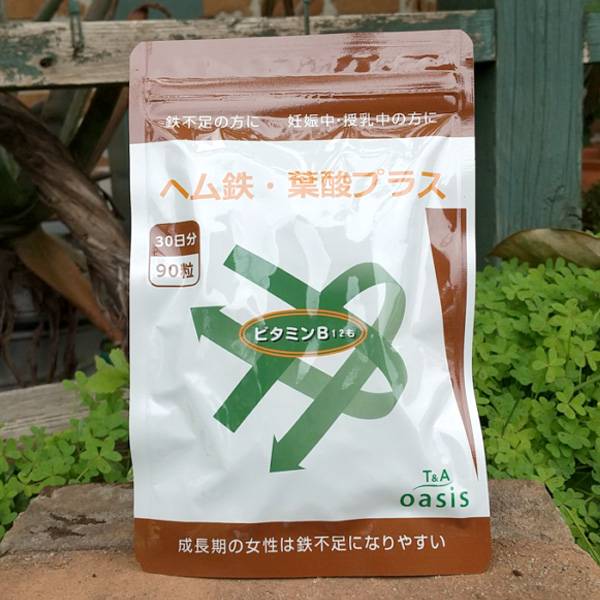 鉄不足の方に 妊娠中・授乳中の方に
ヘム鉄・葉酸プラス
30日分
90粒
ビタミンB12も
T&A
oasis
成長期の女性は鉄不足になりやすい